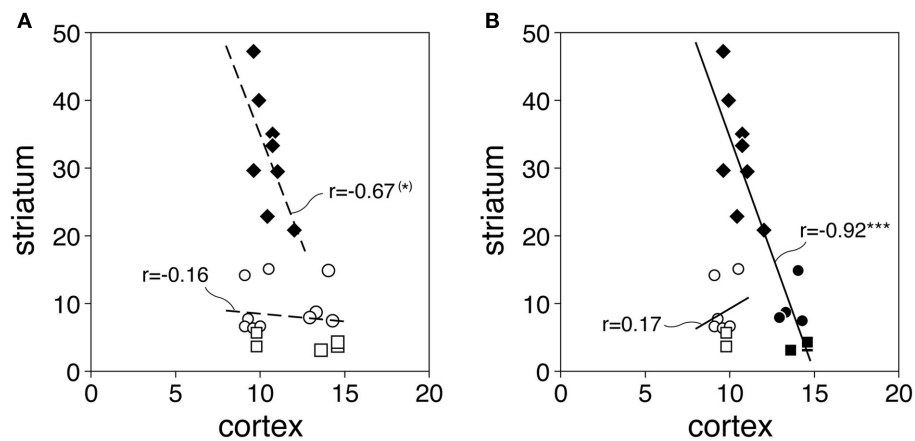 A
50
40
30
20
10
0
striatum
r=-0.67(*)
r=-0.16
0 5 10 15 20
cortex
B
50
40
30
20
10
0
striatum
r=-0.92***
r=0.17
0 5 10 15 20
cortex